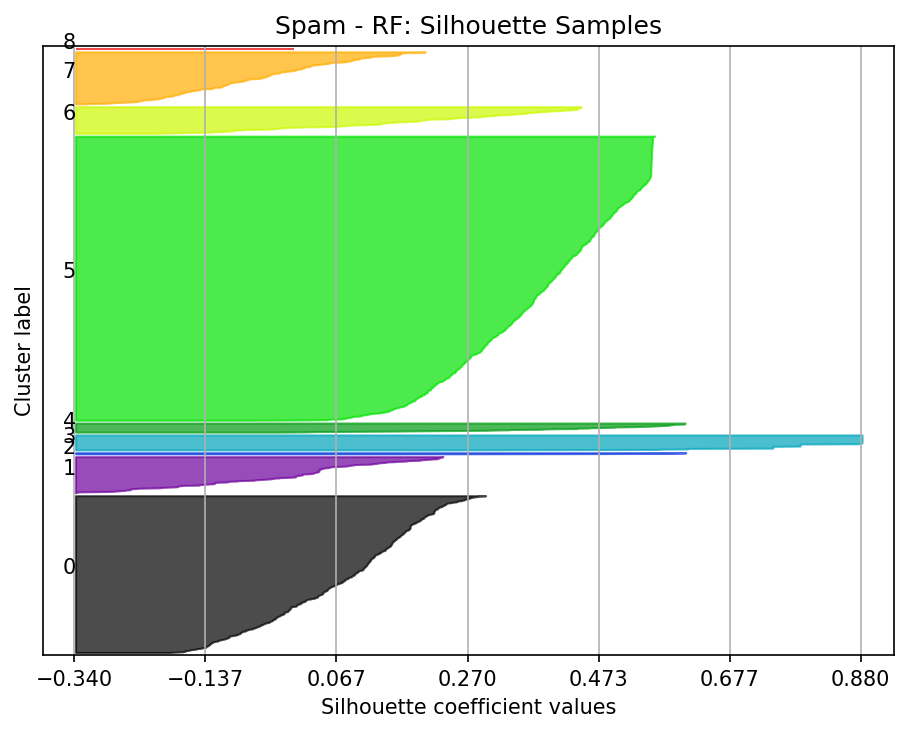 Spam - RF: Silhouette Samples
8
7
6
5
4
3
2
1
0
Cluster label
−0.340 −0.137 0.067 0.270 0.473 0.677 0.880
Silhouette coefficient values